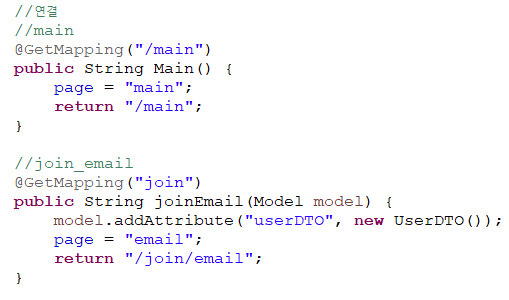 //연결
//main
@GetMapping("/main")
public String Main() {
    page = "main";
    return "/main";
}

//join_email
@GetMapping("join")
public String joinEmail(Model model) {
    model.addAttribute("userDTO", new UserDTO());
    page = "email";
    return "/join/email";
}